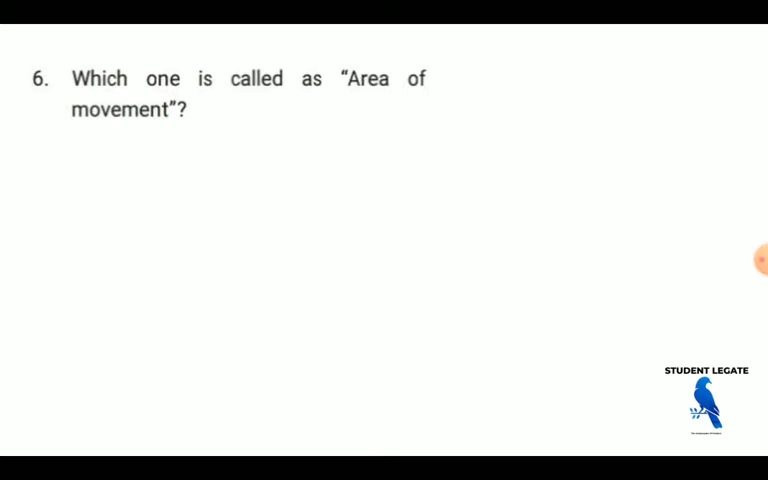 6. Which one is called as “Area of
movement”?
STUDENT LEGATE